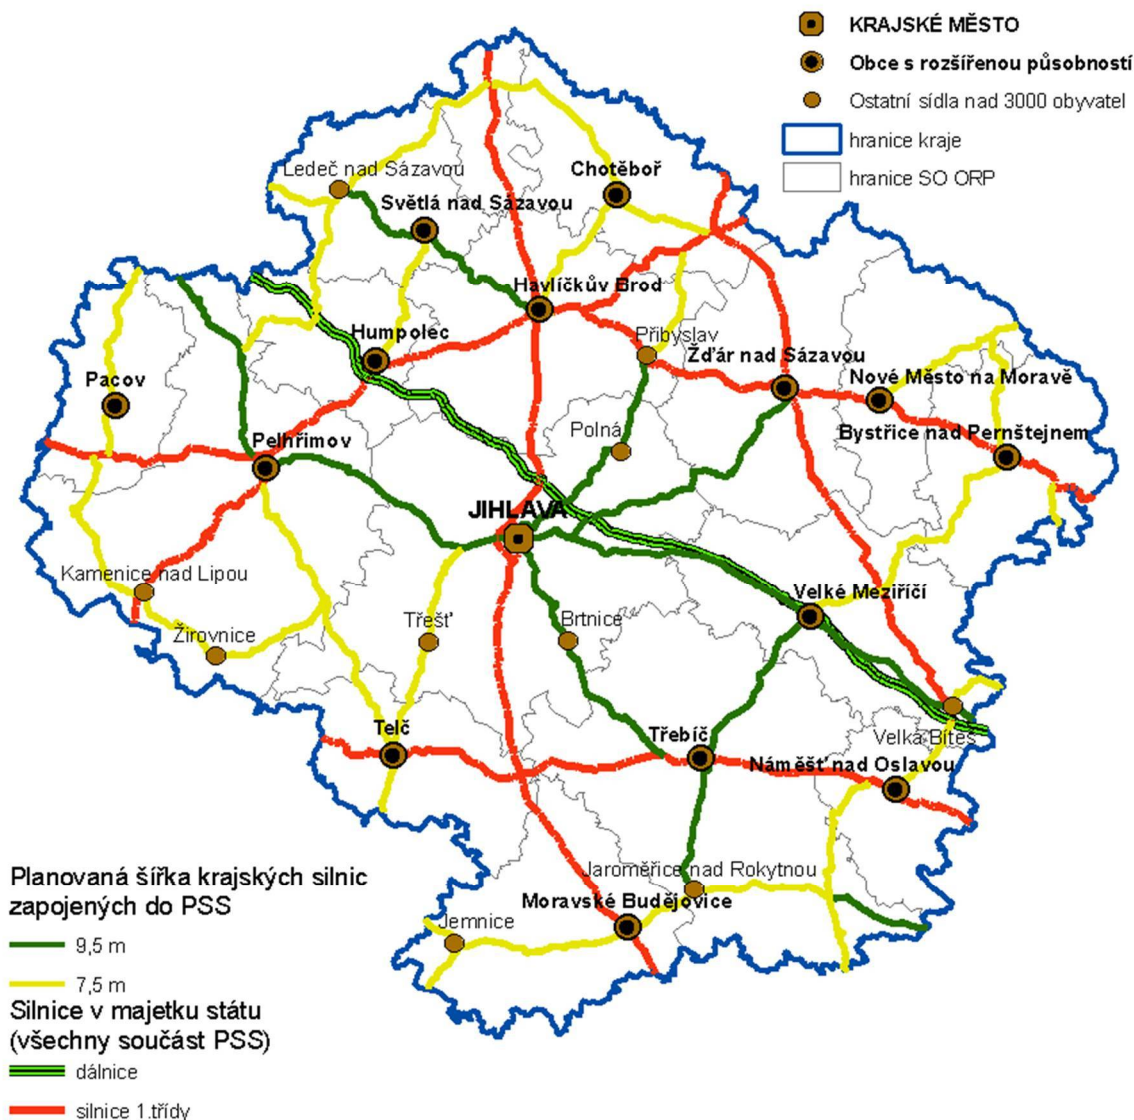 KRAJSKÉ MĚSTO
Obce s rozšířenou působností
Ostatní sídla nad 3000 obyvatel
hranice kraje
hranice SO ORP
Ledeč nad Sázavou
Chotěboř
Světlá nad Sázavou
Havlíčkův Brod
Humpolec
Přibyslav
Žďár nad Sázavou
Pacov
Nové Město na Moravě
Pelhřimov
Polná
Bystřice nad Pernštejnem
JIHLAVA
Kamenice nad Lipou
Velké Meziříčí
Třešť
Brtnice
Žirovnice
Telč
Třebíč
Velká Bíteš
Náměšť nad Oslavou
Jaroměřice nad Rokytnou
Moravské Budějovice
Jemnice
Planovaná šířka krajských silnic
zapojených do PSS
9,5 m
7,5 m
Silnice v majetku státu
(všechny součást PSS)
dálnice
silnice 1.třídy